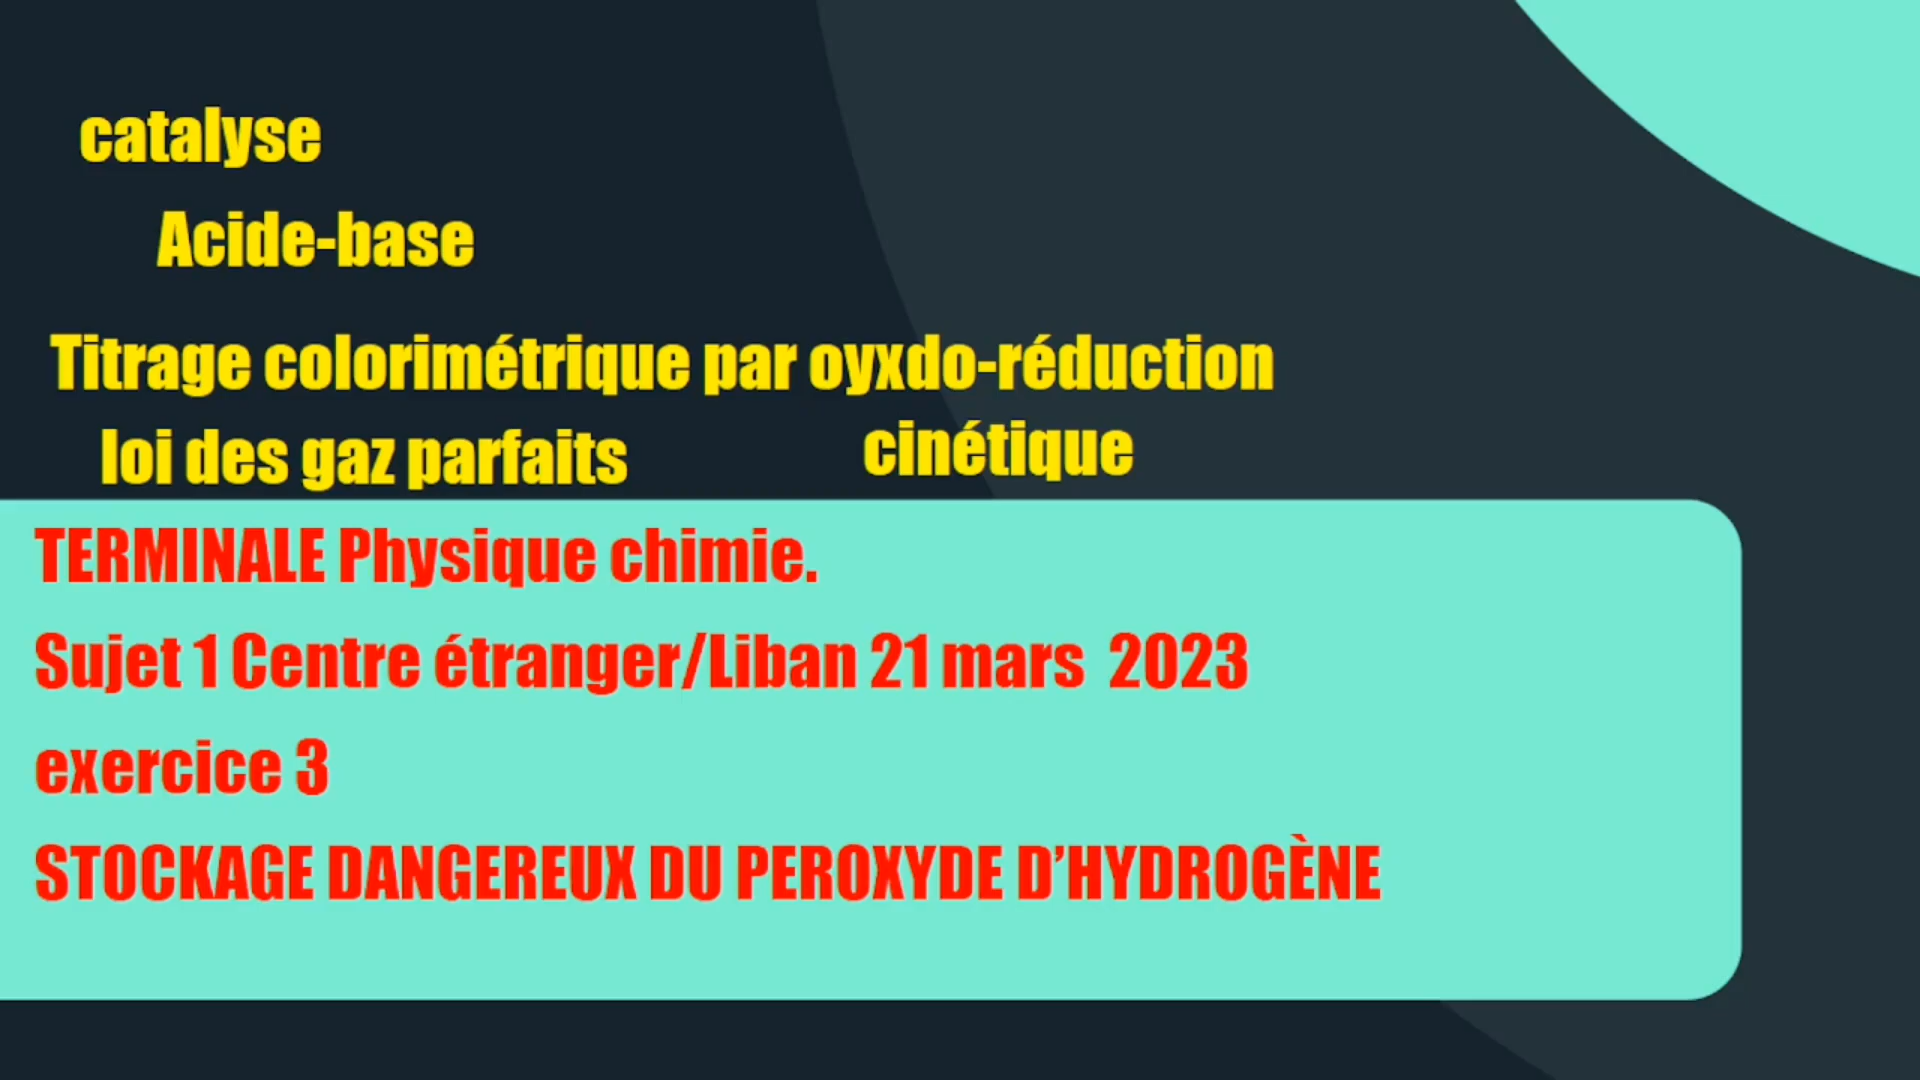 catalyse
Acide-base
Titrage colorimétrique par oyxdo-réduction
loi des gaz parfaits
cinétique
TERMINALE Physique chimie.
Sujet 1 Centre étranger/Liban 21 mars 2023
exercice 3
STOCKAGE DANGEREUX DU PEROXYDE D’HYDROGÈNE